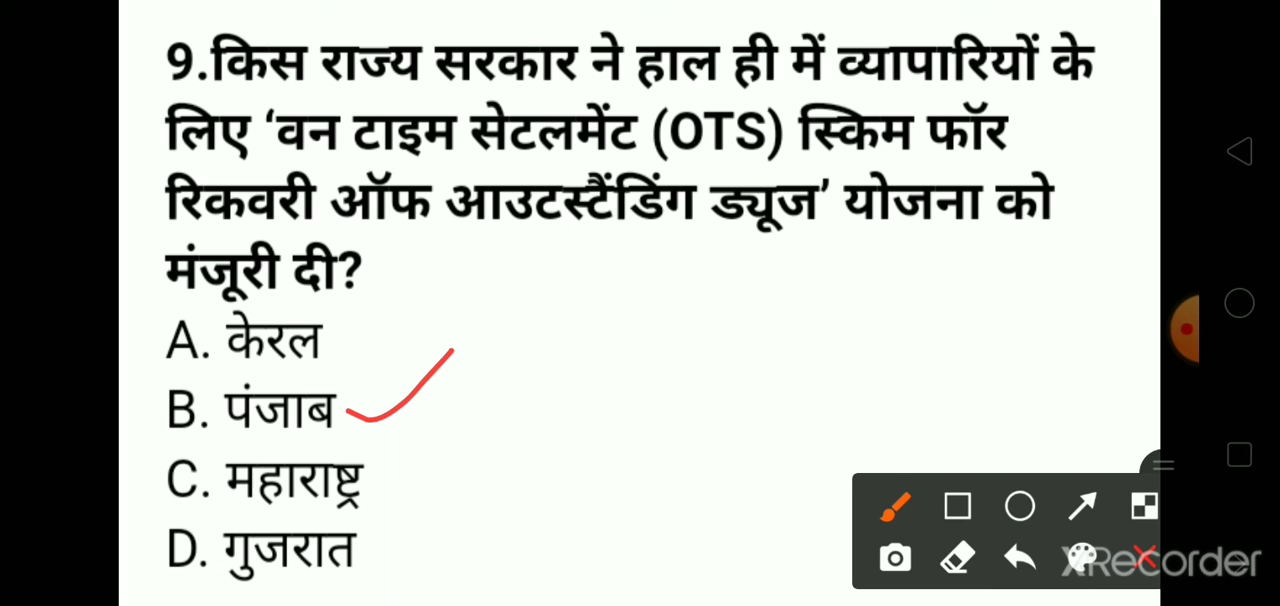 9.किस राज्य सरकार ने हाल ही में व्यापारियों के
लिए ‘वन टाइम सेटलमेंट (OTS) स्किम फॉर
रिकवरी ऑफ आउटस्टैंडिंग ड्यूज’ योजना को
मंजूरी दी?
A. केरल
B. पंजाब
C. महाराष्ट्र
D. गुजरात
XRecorder